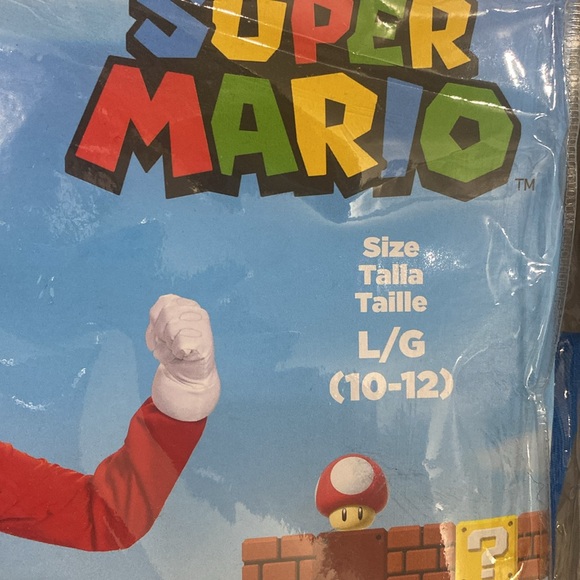 SUPER
MARIO
TM
Size
Talla
Taille
L/G
(10-12)
?